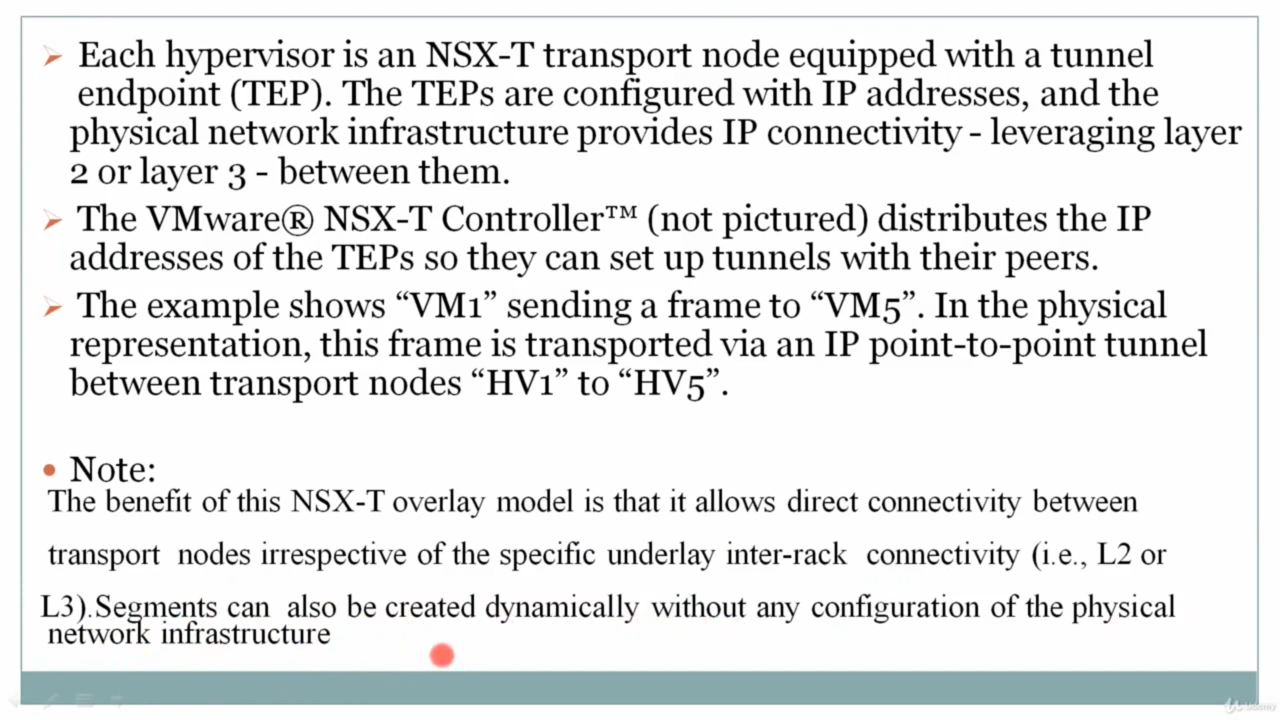 ➢ Each hypervisor is an NSX-T transport node equipped with a tunnel
endpoint (TEP). The TEPs are configured with IP addresses, and the
physical network infrastructure provides IP connectivity - leveraging layer
2 or layer 3 - between them.
➢ The VMware® NSX-T Controller™ (not pictured) distributes the IP
addresses of the TEPs so they can set up tunnels with their peers.
➢ The example shows “VM1” sending a frame to “VM5”. In the physical
representation, this frame is transported via an IP point-to-point tunnel
between transport nodes “HV1” to “HV5”.
• Note:
The benefit of this NSX-T overlay model is that it allows direct connectivity between
transport nodes irrespective of the specific underlay inter-rack connectivity (i.e., L2 or
L3).Segments can also be created dynamically without any configuration of the physical
network infrastructure
Udemy